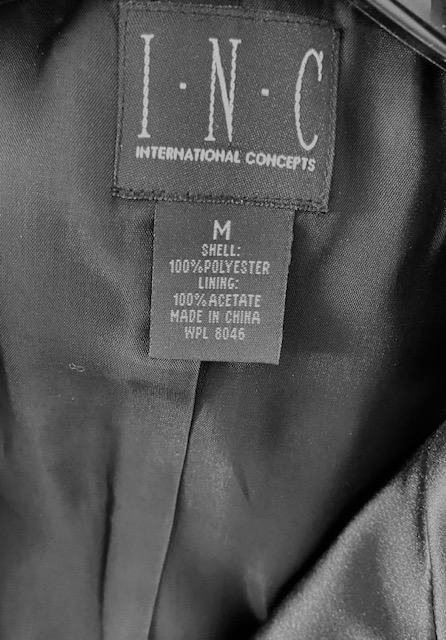 I · N · C
INTERNATIONAL CONCEPTS
M
SHELL:
100%POLYESTER
LINING:
100%ACETATE
MADE IN CHINA
WPL 8046